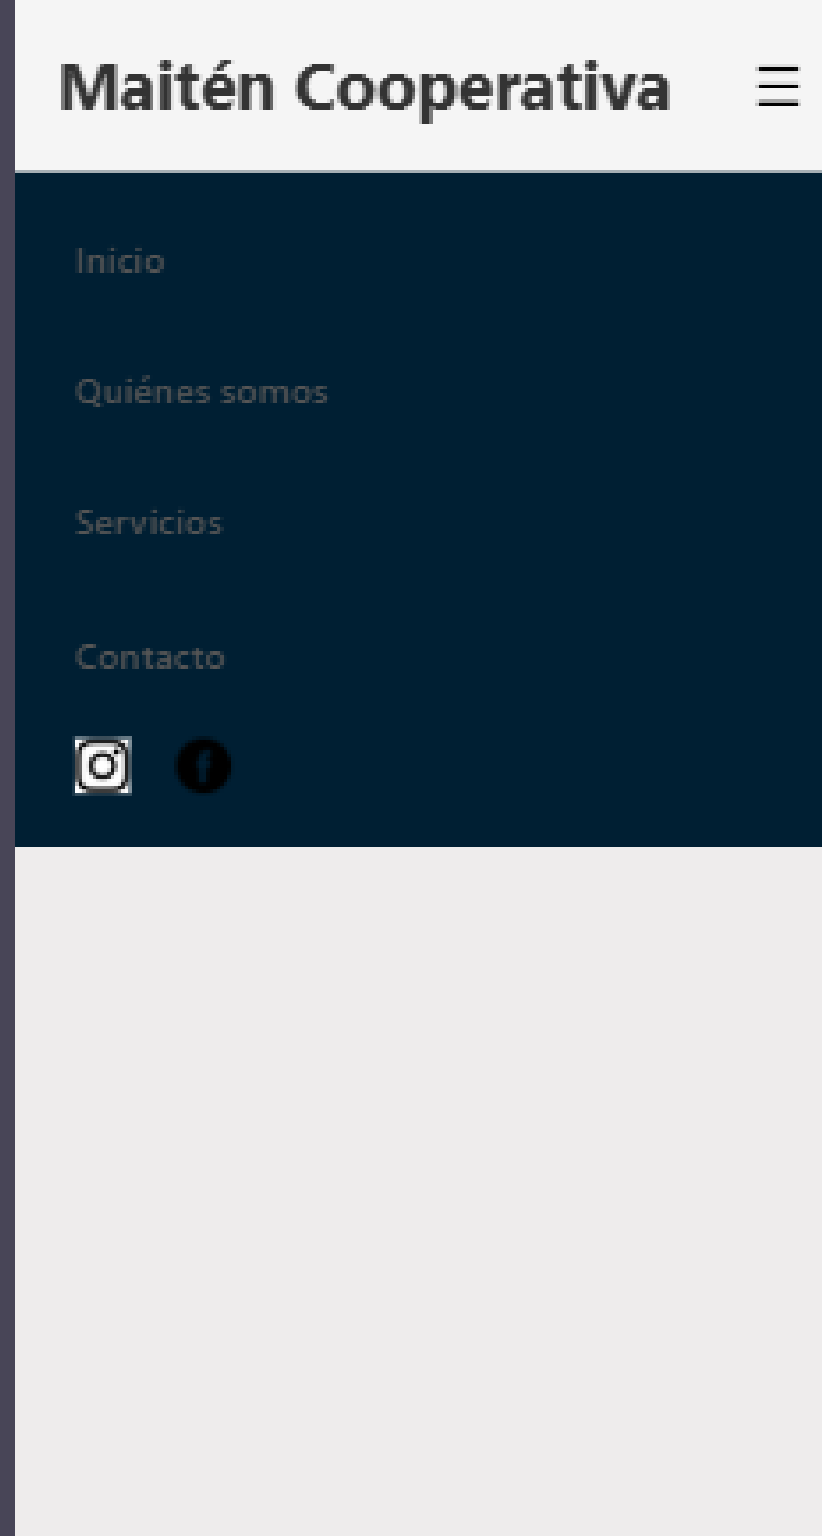 Maitén Cooperativa
Inicio
Quiénes somos
Servicios
Contacto